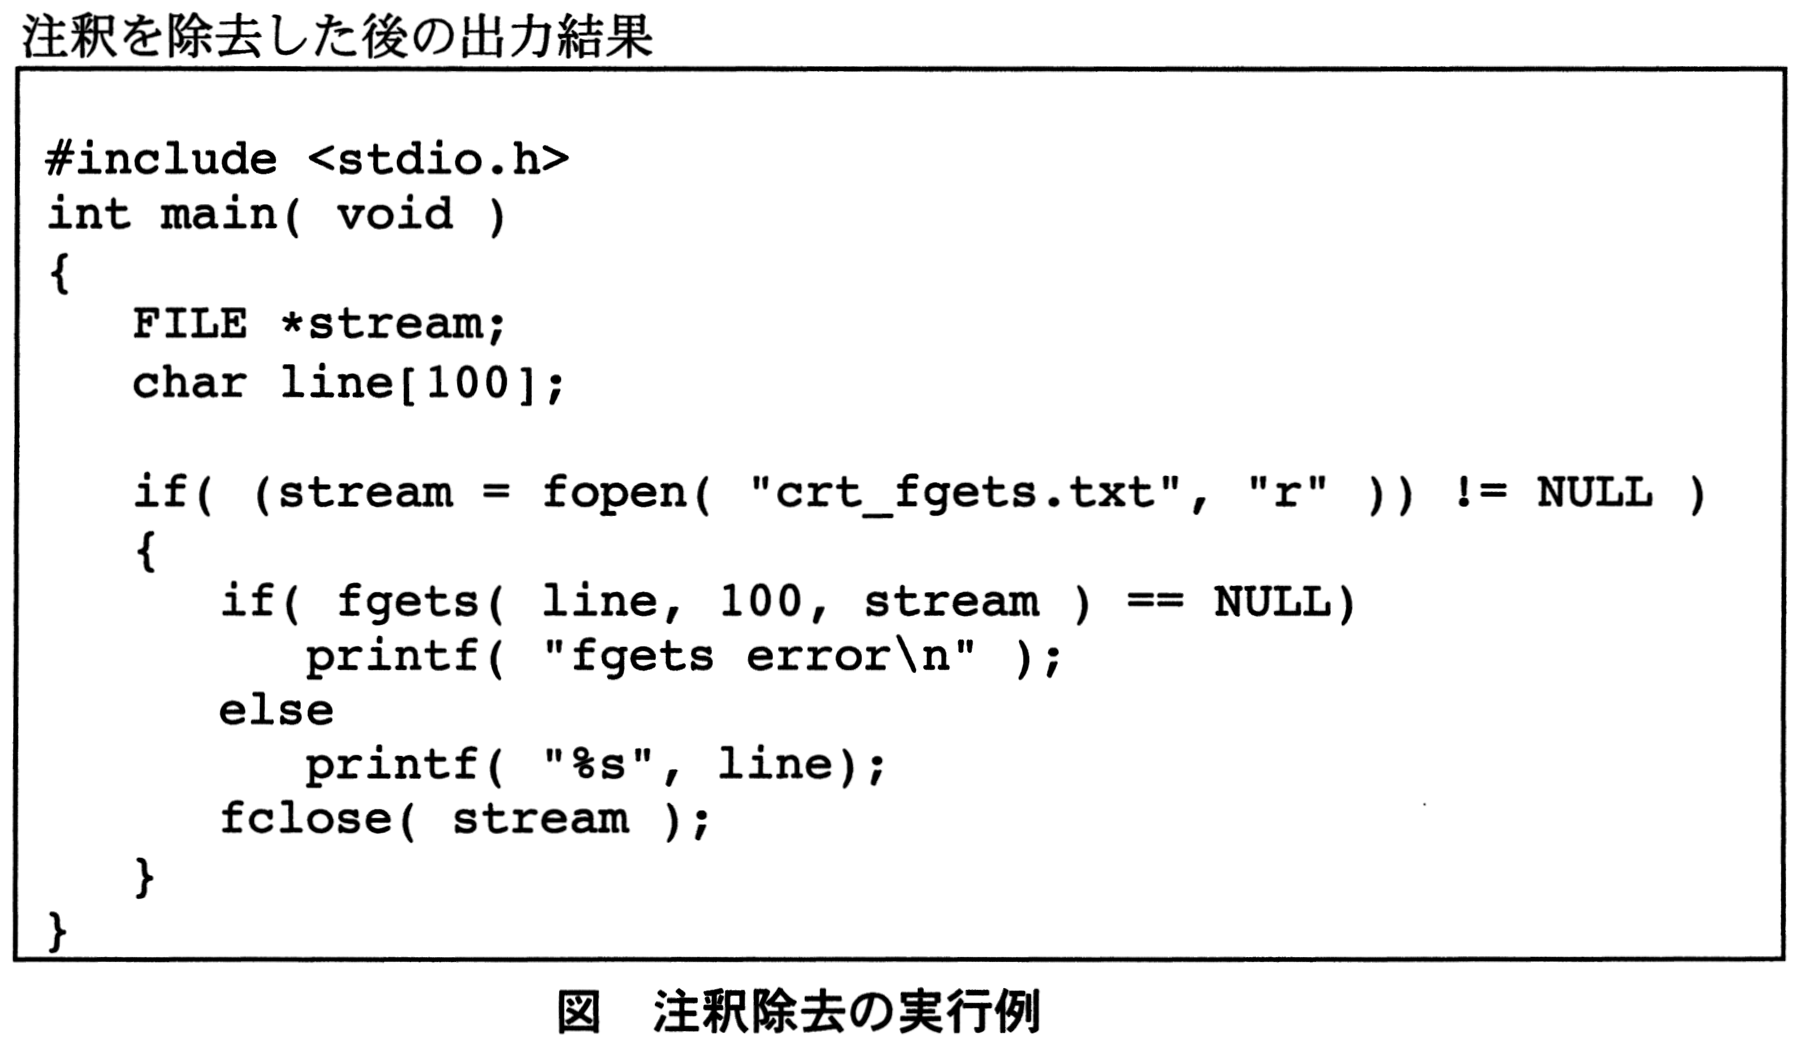 注釈を除去した後の出力結果
#include <stdio.h>
int main( void )
{
   FILE *stream;
   char line[100];

   if( (stream = fopen( "crt_fgets.txt", "r" )) != NULL )
   {
      if( fgets( line, 100, stream ) == NULL)
         printf( "fgets error\n" );
      else
         printf( "%s", line);
      fclose( stream );
   }
}
図　注釈除去の実行例